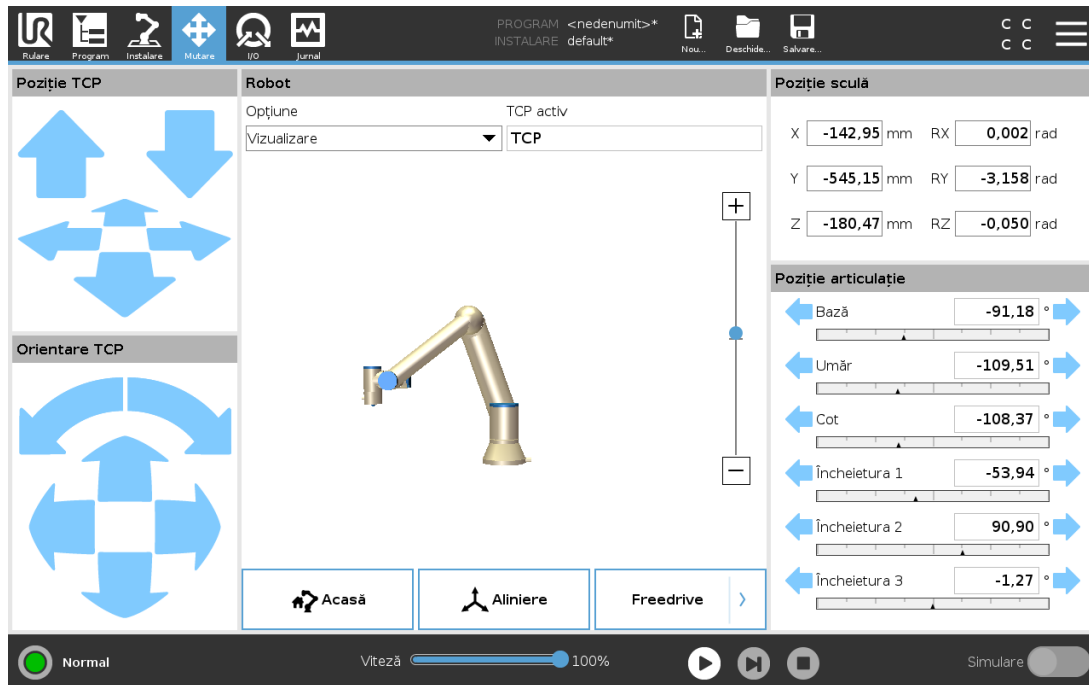 UR
Rulare Program Instalare Mutare I/O Jurnal
PROGRAM <nedenumit>*
INSTALARE default*
Nou... Deschide... Salvare...
C C
C C
Poziție TCP
Orientare TCP
Robot
Opțiune TCP activ
Vizualizare TCP
+
−
Acasă Aliniere Freedrive
Poziție sculă
X -142,95 mm RX 0,002 rad
Y -545,15 mm RY -3,158 rad
Z -180,47 mm RZ -0,050 rad
Poziție articulație
Bază -91,18 °
Umăr -109,51 °
Cot -108,37 °
Încheietura 1 -53,94 °
Încheietura 2 90,90 °
Încheietura 3 -1,27 °
Normal
Viteză 100%
Simulare